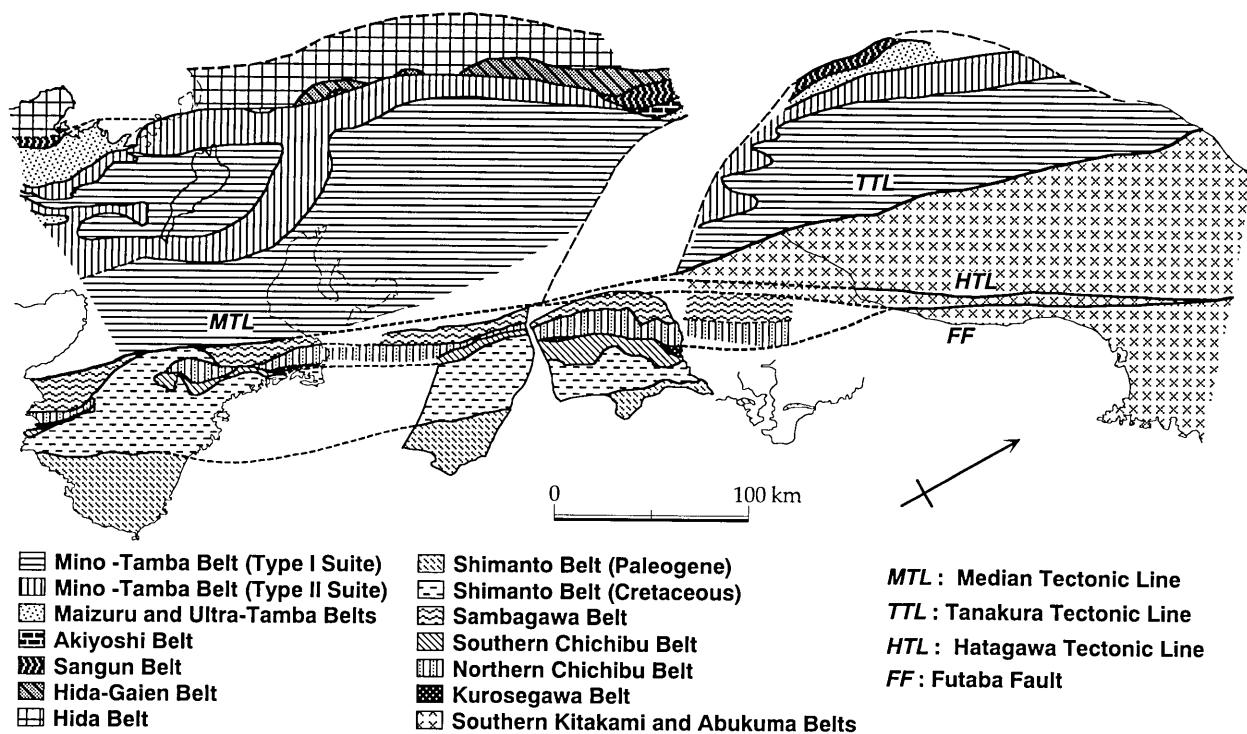 TTL
HTL
MTL
FF
0 100 km
Mino -Tamba Belt (Type I Suite)
Mino -Tamba Belt (Type II Suite)
Maizuru and Ultra-Tamba Belts
Akiyoshi Belt
Sangun Belt
Hida-Gaien Belt
Hida Belt
Shimanto Belt (Paleogene)
Shimanto Belt (Cretaceous)
Sambagawa Belt
Southern Chichibu Belt
Northern Chichibu Belt
Kurosegawa Belt
Southern Kitakami and Abukuma Belts
MTL : Median Tectonic Line
TTL : Tanakura Tectonic Line
HTL : Hatagawa Tectonic Line
FF : Futaba Fault